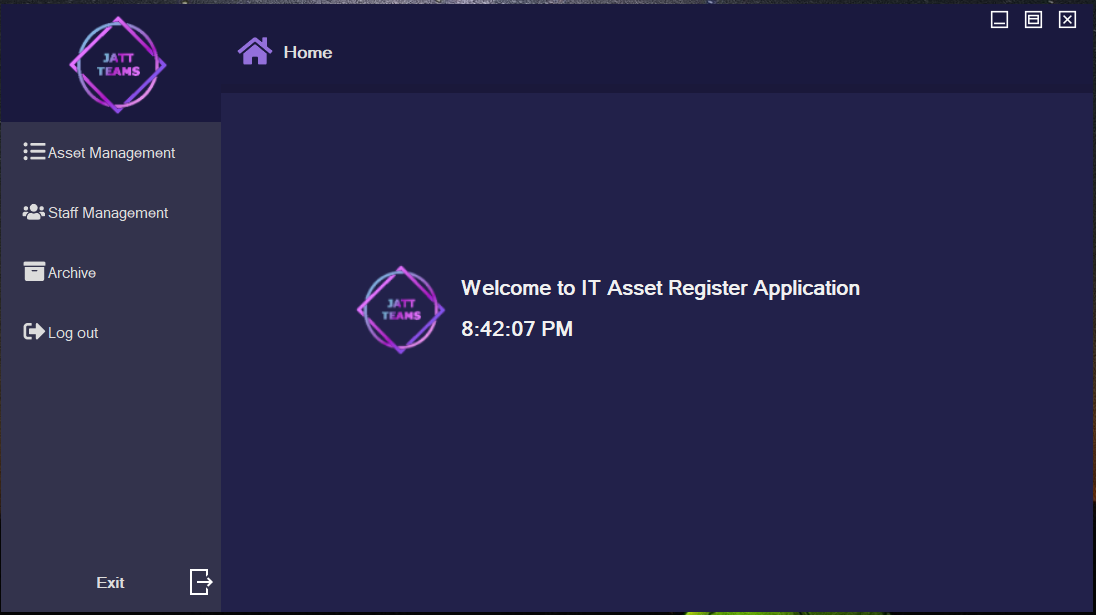 JATT
TEAMS
Home
Asset Management
Staff Management
Archive
Log out
JATT
TEAMS
Welcome to IT Asset Register Application
8:42:07 PM
Exit